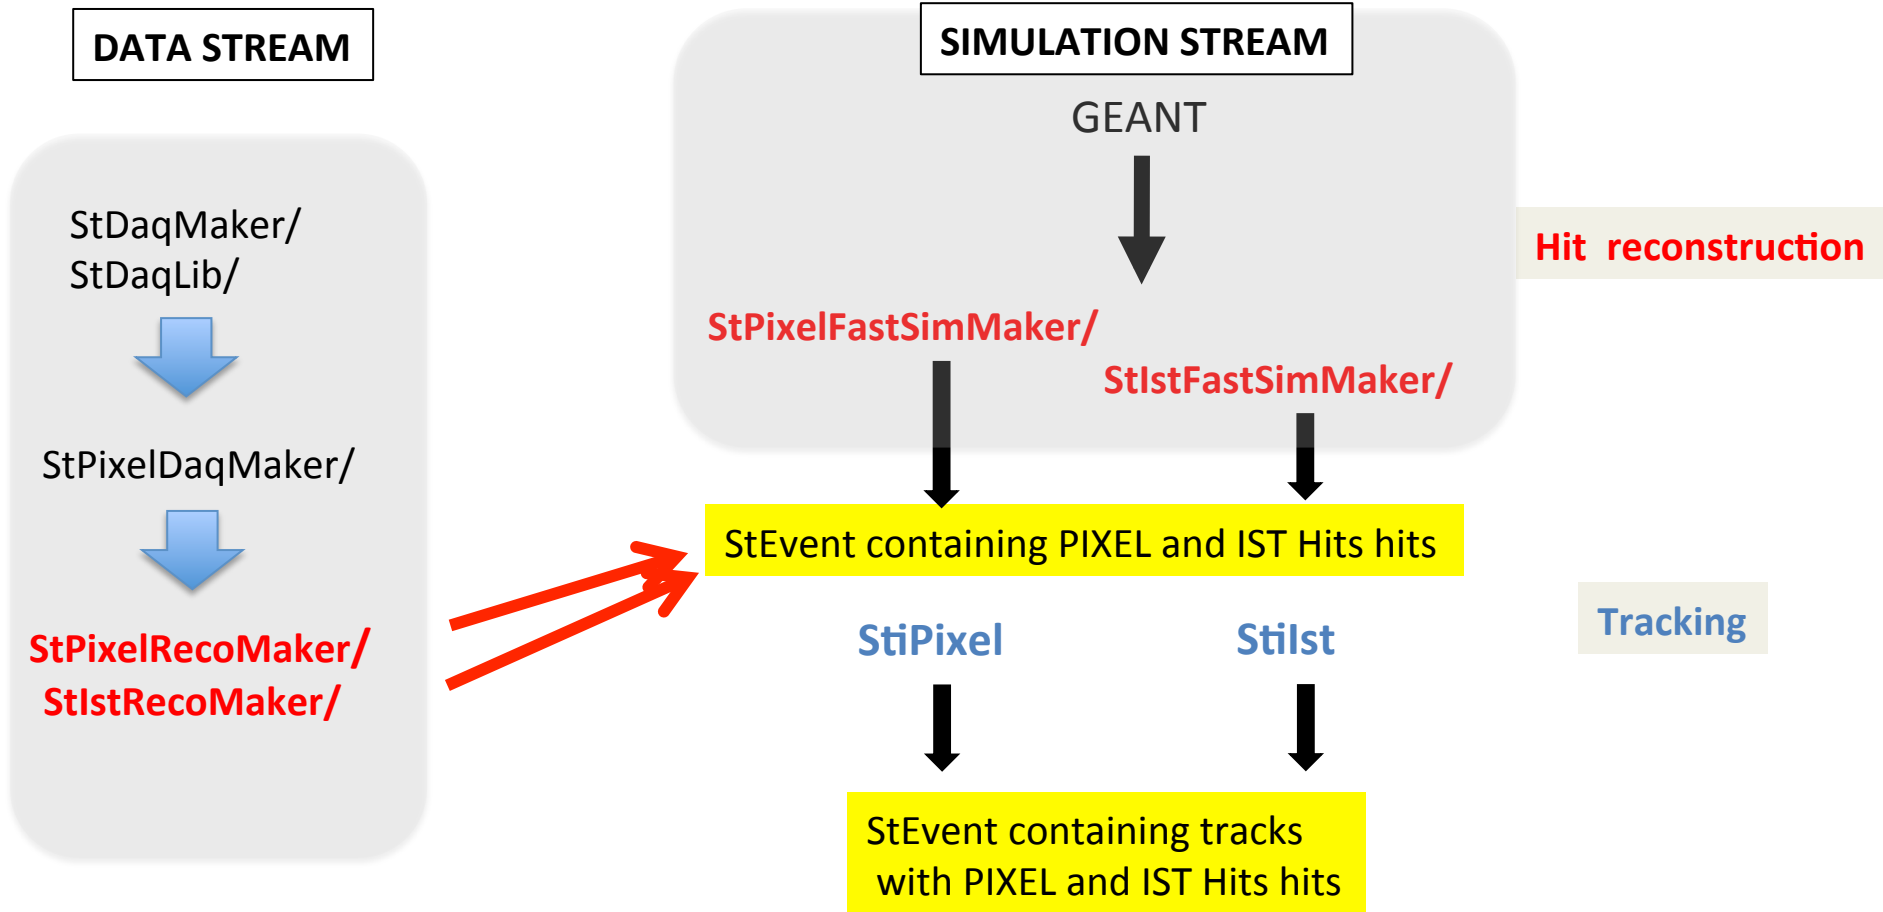 DATA STREAM
StDaqMaker/
StDaqLib/
StPixelDaqMaker/
StPixelRecoMaker/
StIstRecoMaker/
SIMULATION STREAM
GEANT
StPixelFastSimMaker/
StIstFastSimMaker/
StEvent containing PIXEL and IST Hits hits
StiPixel
StiIst
StEvent containing tracks
with PIXEL and IST Hits hits
Hit reconstruction
Tracking